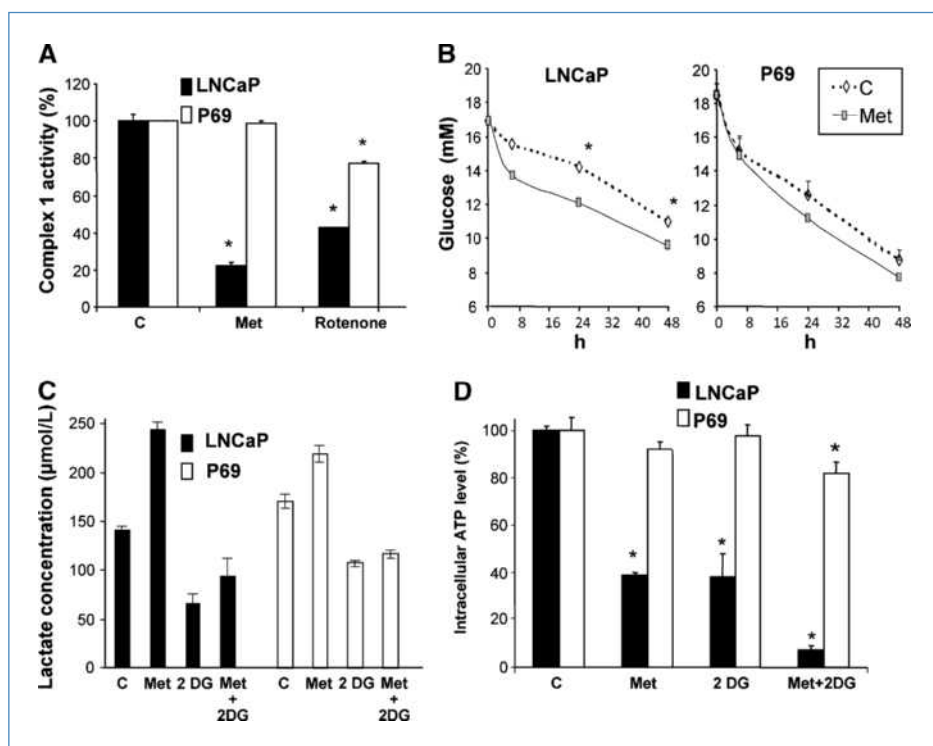 A
Complex 1 activity (%)
120
100
80
60
40
20
0
LNCaP
P69
*
*
*
C Met Rotenone
B
LNCaP
P69
Glucose (mM)
20
18
16
14
12
10
8
6
*
*
0 8 16 24 32 40 48
h
20
18
16
14
12
10
8
6
C
Met
0 8 16 24 32 40 48
h
C
Lactate concentration (µmol/L)
250
200
150
100
50
0
LNCaP
P69
C Met 2 DG Met + 2DG C Met 2 DG Met + 2DG
D
Intracellular ATP level (%)
100
80
60
40
20
0
LNCaP
P69
*
*
*
*
C Met 2 DG Met+2DG